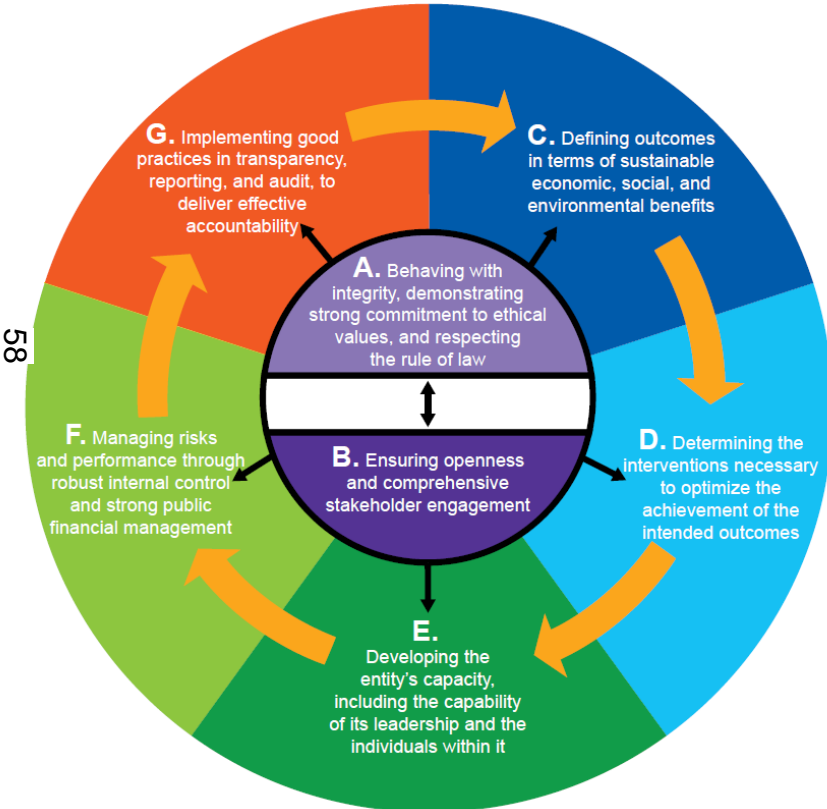 G. Implementing good
practices in transparency,
reporting, and audit, to
deliver effective
accountability
C. Defining outcomes
in terms of sustainable
economic, social, and
environmental benefits
A. Behaving with
integrity, demonstrating
strong commitment to ethical
values, and respecting
the rule of law
58
F. Managing risks
and performance through
robust internal control
and strong public
financial management
B. Ensuring openness
and comprehensive
stakeholder engagement
D. Determining the
interventions necessary
to optimize the
achievement of the
intended outcomes
E.
Developing the
entity's capacity,
including the capability
of its leadership and the
individuals within it